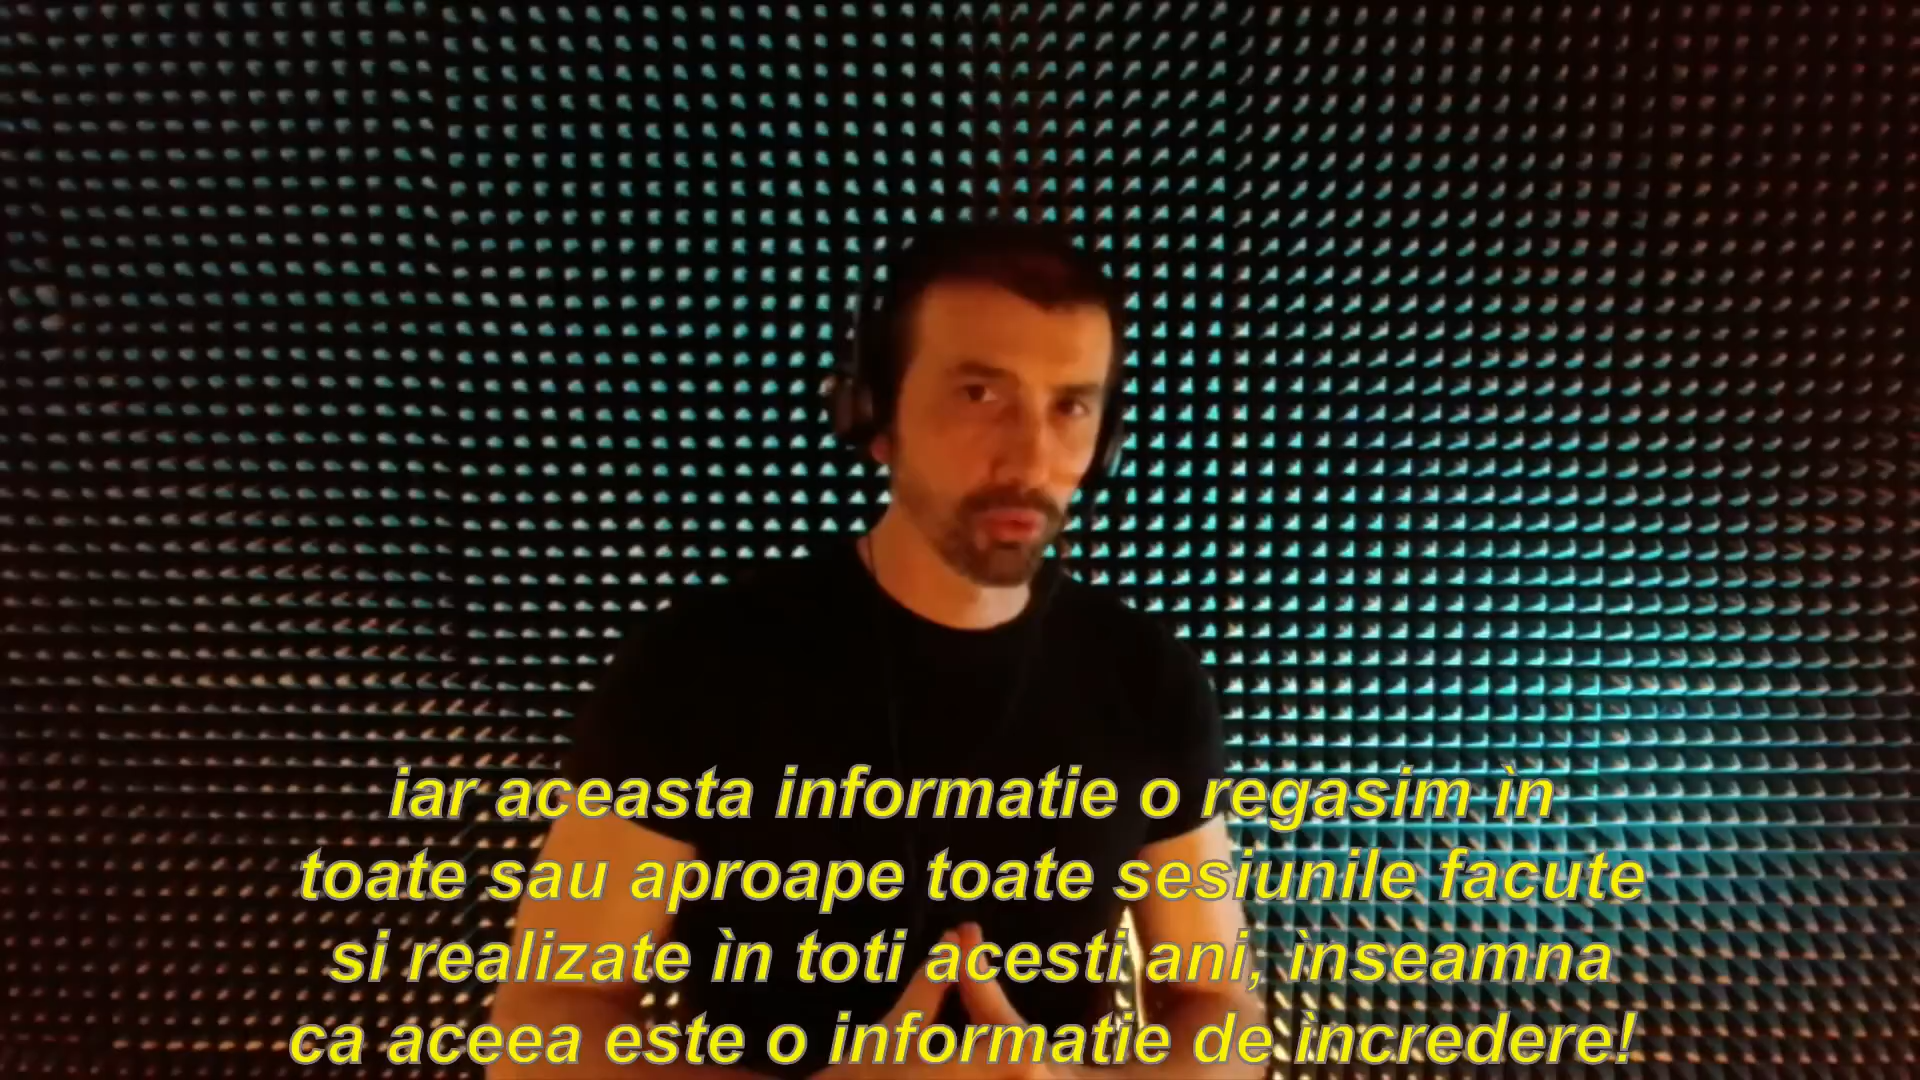 iar aceasta informatie o regasim ìn
toate sau aproape toate sesiunile facute
si realizate ìn toti acesti ani, ìnseamna
ca aceea este o informatie de ìncredere!